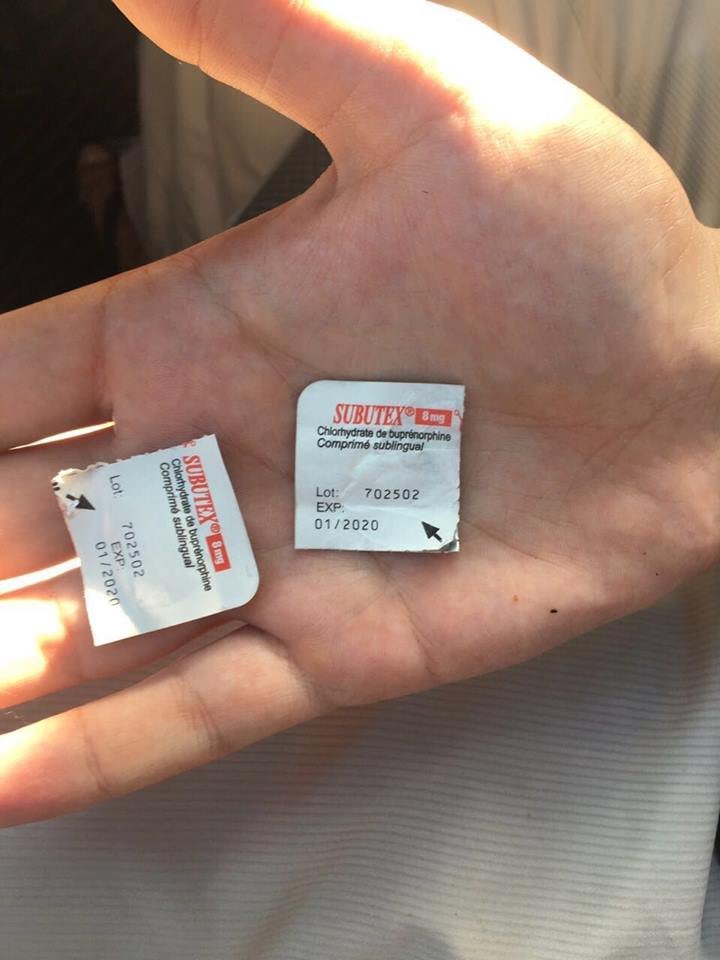 SUBUTEX® 8mg
Chlorhydrate de buprénorphine
Comprimé sublingual
Lot: 702502
EXP:
01/2020
SUBUTEX® 8mg
Chlorhydrate de buprénorphine
Comprimé sublingual
Lot: 702502
EXP:
01/2020